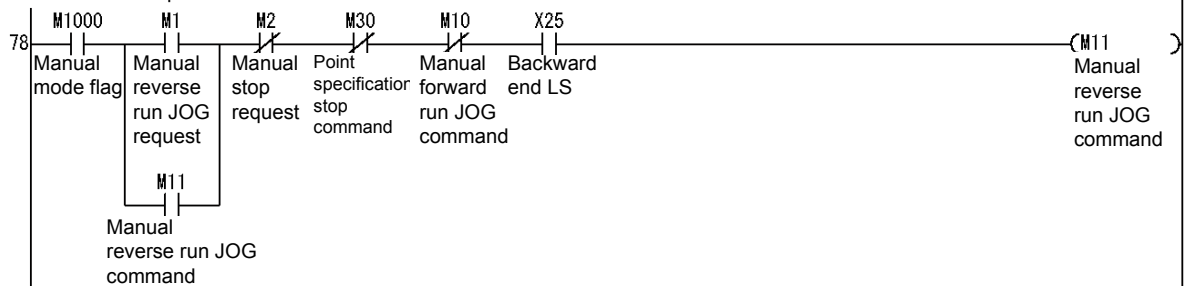 M1000 M1 M2 M30 M10 X25
78 (M11 )
Manual mode flag
Manual reverse run JOG request
Manual stop request
Point specification stop command
Manual forward run JOG command
Backward end LS
Manual reverse run JOG command
M11
Manual
reverse run JOG
command